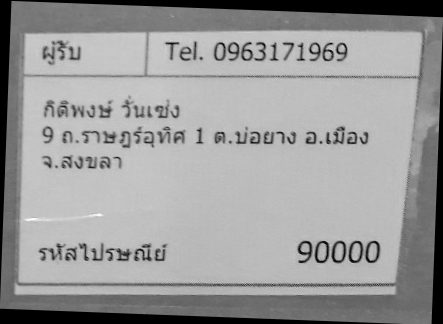 ผู้รับ Tel. 0963171969
กิติพงษ์ วั่นเซ่ง
9 ถ.ราษฎร์อุทิศ 1 ต.บ่อยาง อ.เมือง
จ.สงขลา
รหัสไปรษณีย์ 90000